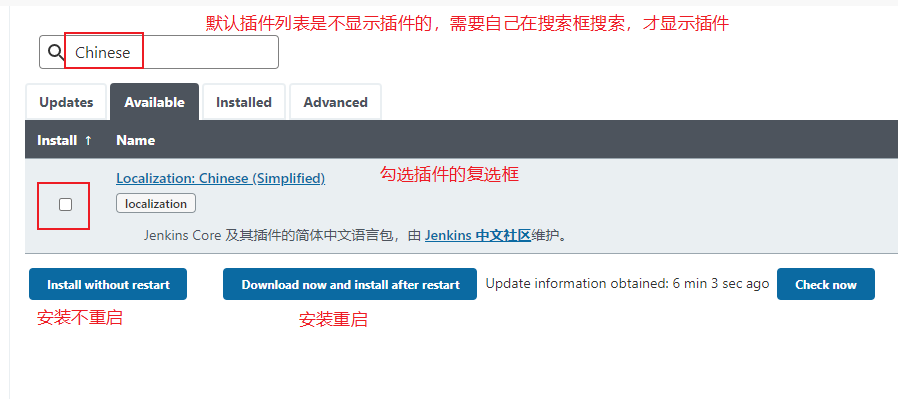 默认插件列表是不显示插件的，需要自己在搜索框搜索，才显示插件
Chinese
Updates Available Installed Advanced
Install ↑ Name
Localization: Chinese (Simplified)
勾选插件的复选框
localization
Jenkins Core 及其插件的简体中文语言包，由 Jenkins 中文社区维护。
Install without restart Download now and install after restart Update information obtained: 6 min 3 sec ago Check now
安装不重启 安装重启